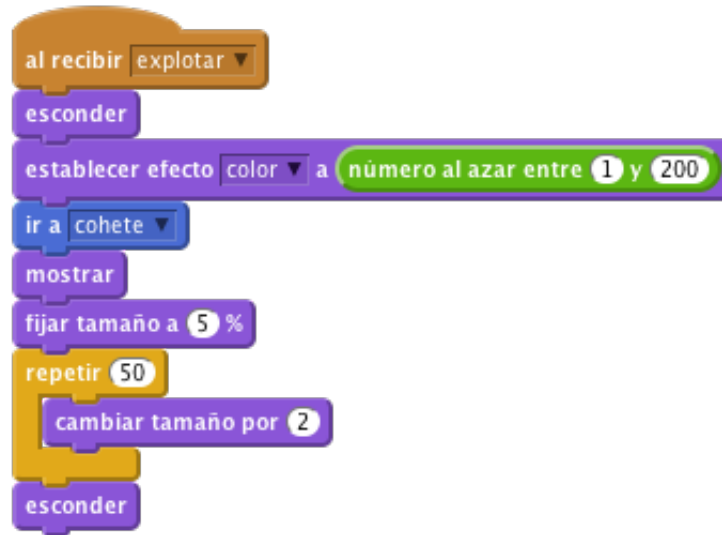 al recibir explotar
esconder
establecer efecto color a número al azar entre 1 y 200
ir a cohete
mostrar
fijar tamaño a 5 %
repetir 50
cambiar tamaño por 2
esconder